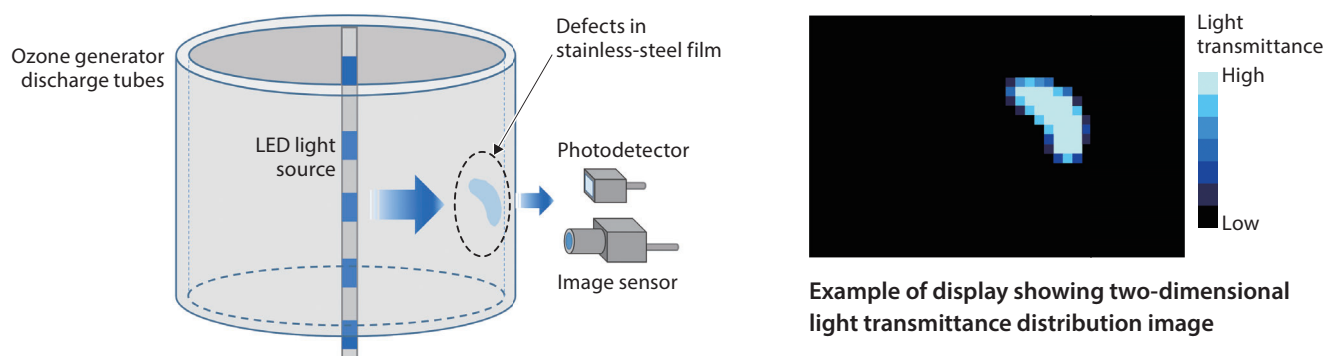 Ozone generator
discharge tubes
LED light
source
Defects in
stainless-steel film
Photodetector
Image sensor
Light
transmittance
High
Low
Example of display showing two-dimensional
light transmittance distribution image